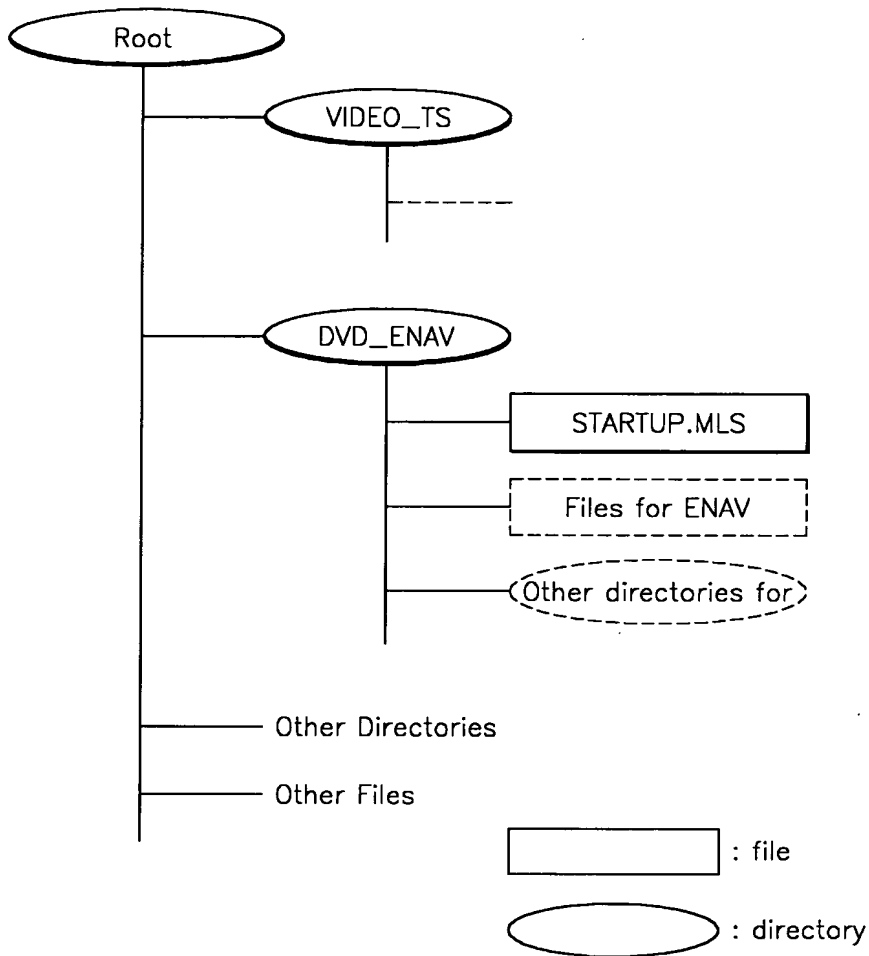 Root
VIDEO_TS
DVD_ENAV
STARTUP.MLS
Files for ENAV
Other directories for
Other Directories
Other Files
: file
: directory